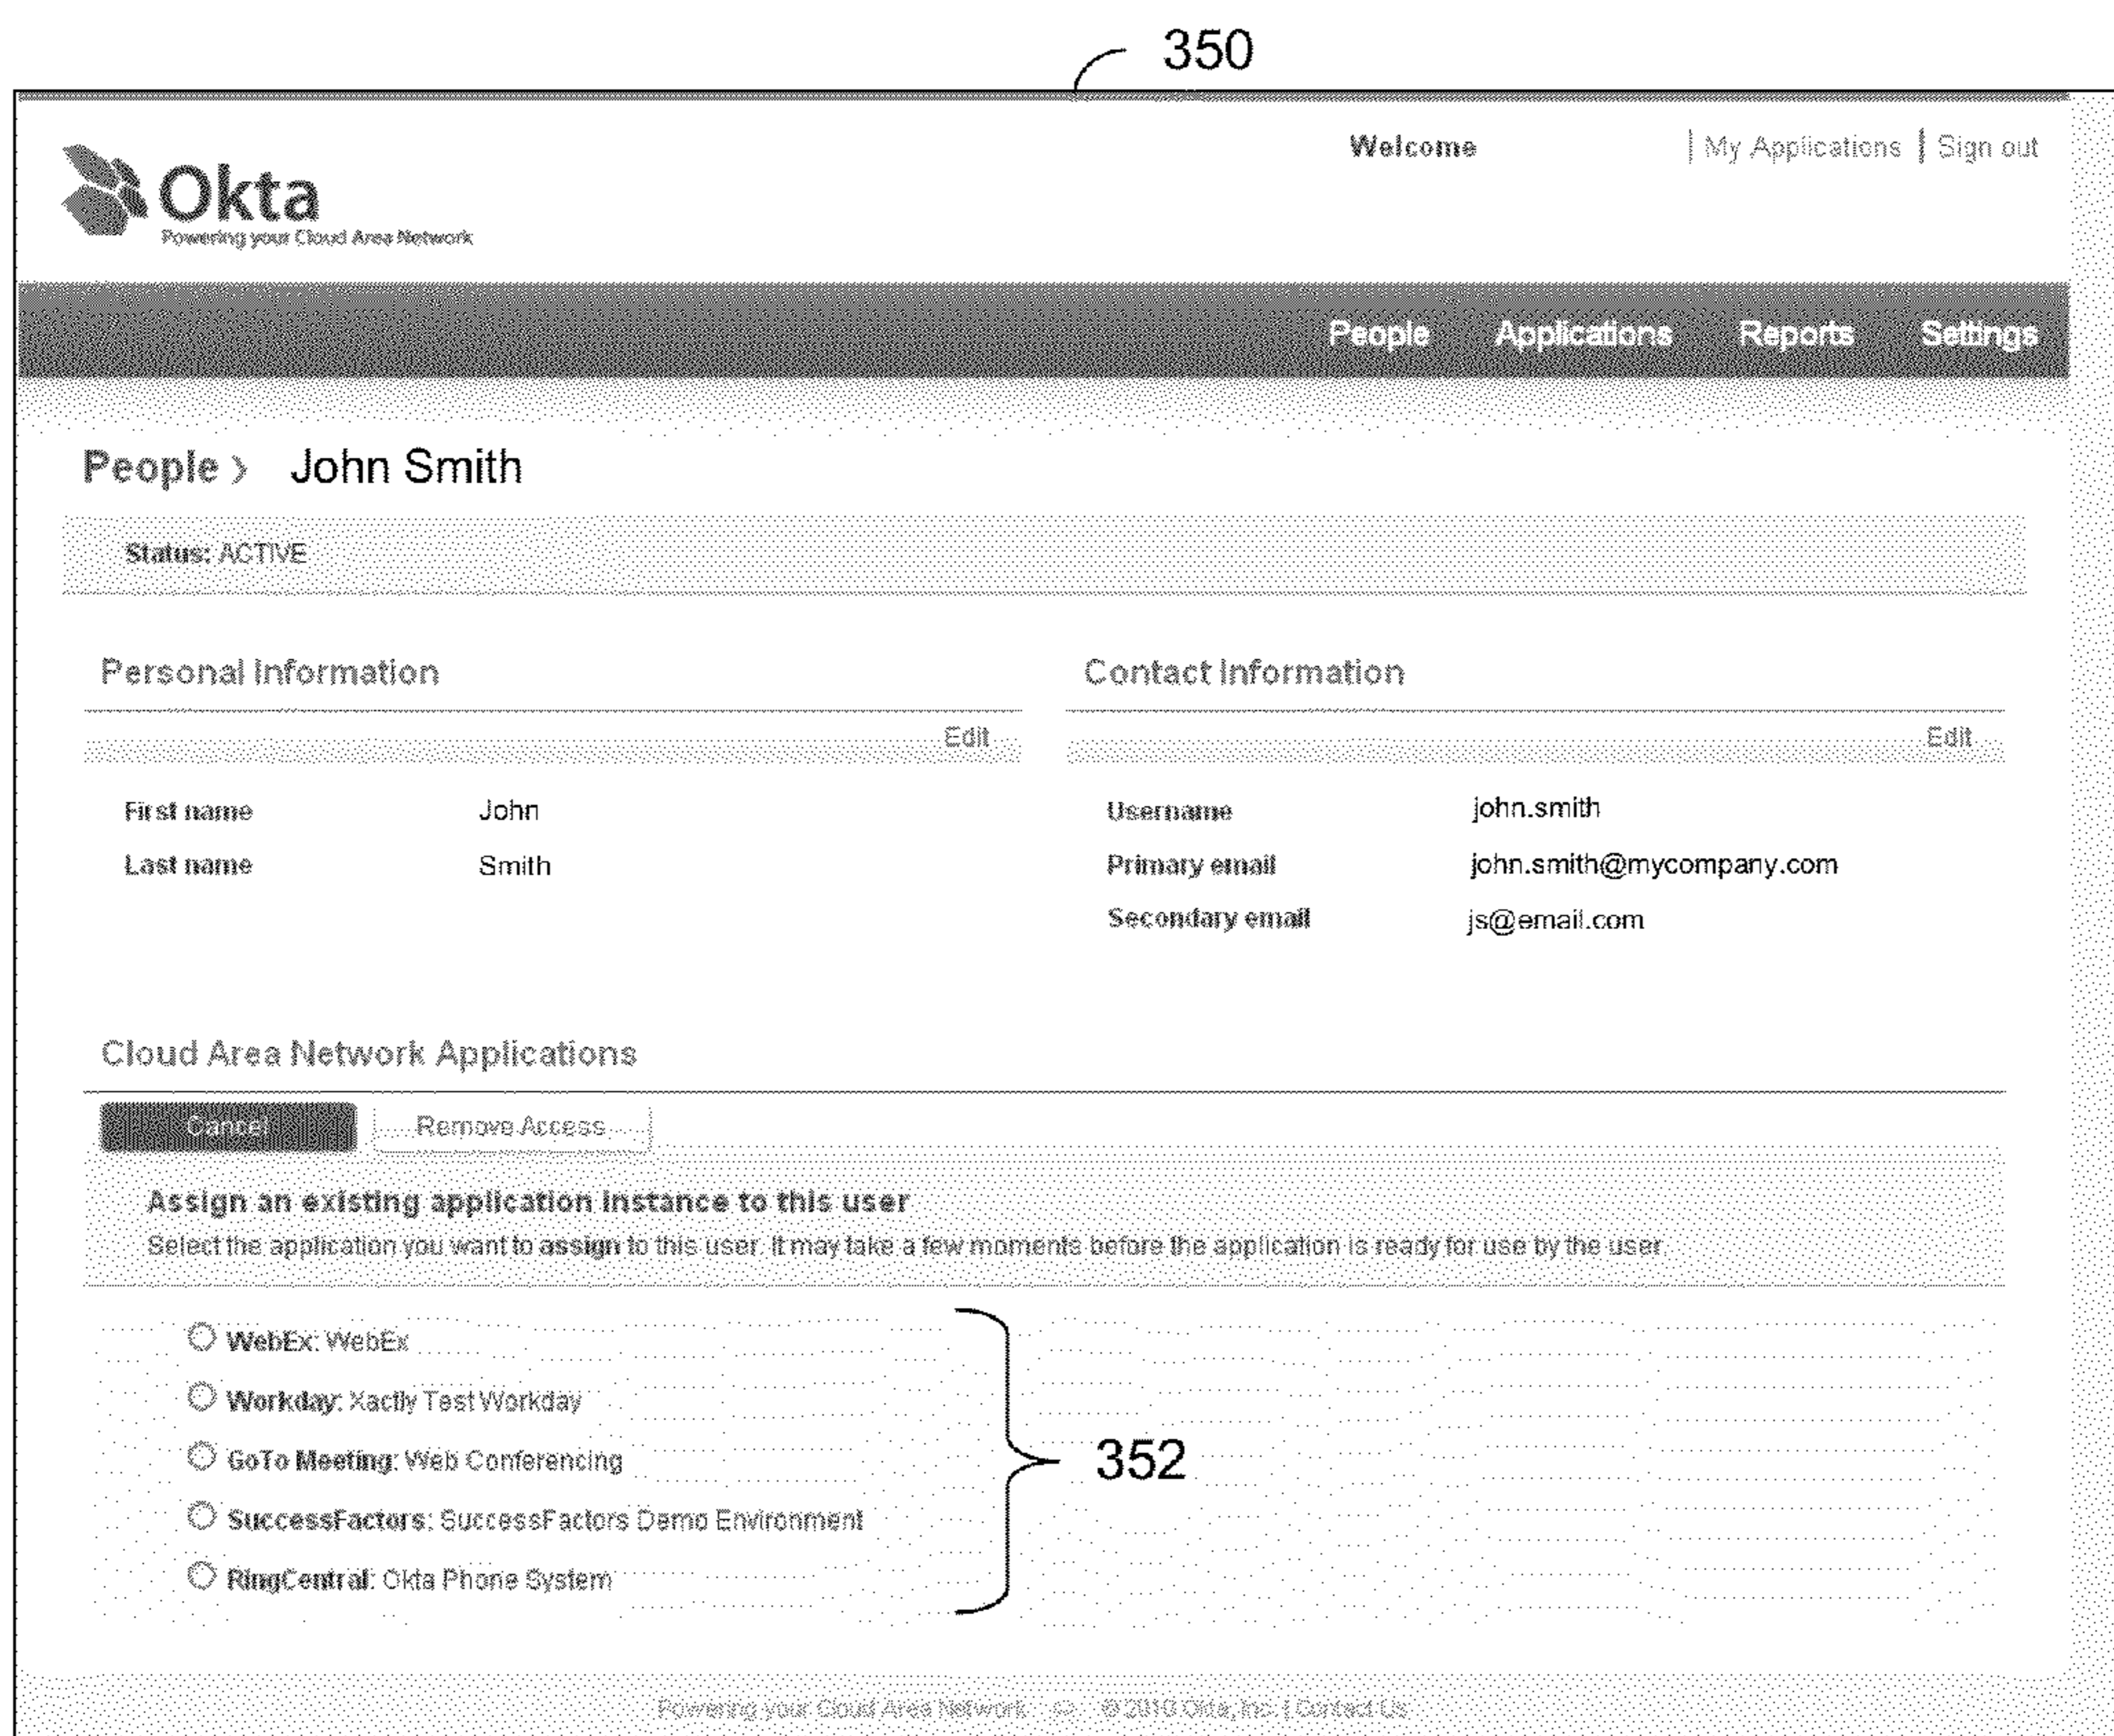 350
Welcome | My Applications | Sign out
Okta
Powering your Cloud Area Network
People Applications Reports Settings
People › John Smith
Status: ACTIVE
Personal Information Contact Information
Edit Edit
First name John Username john.smith
Last name Smith Primary email john.smith@mycompany.com
Secondary email js@email.com
Cloud Area Network Applications
Cancel Remove Access
Assign an existing application instance to this user
Select the application you want to assign to this user. It may take a few moments before the application is ready for use by the user.
WebEx: WebEx
Workday: Xactly Test Workday
GoTo Meeting: Web Conferencing
352
SuccessFactors: SuccessFactors Demo Environment
RingCentral: Okta Phone System
Powering your Cloud Area Network © 2010 Okta, Inc. | Contact Us